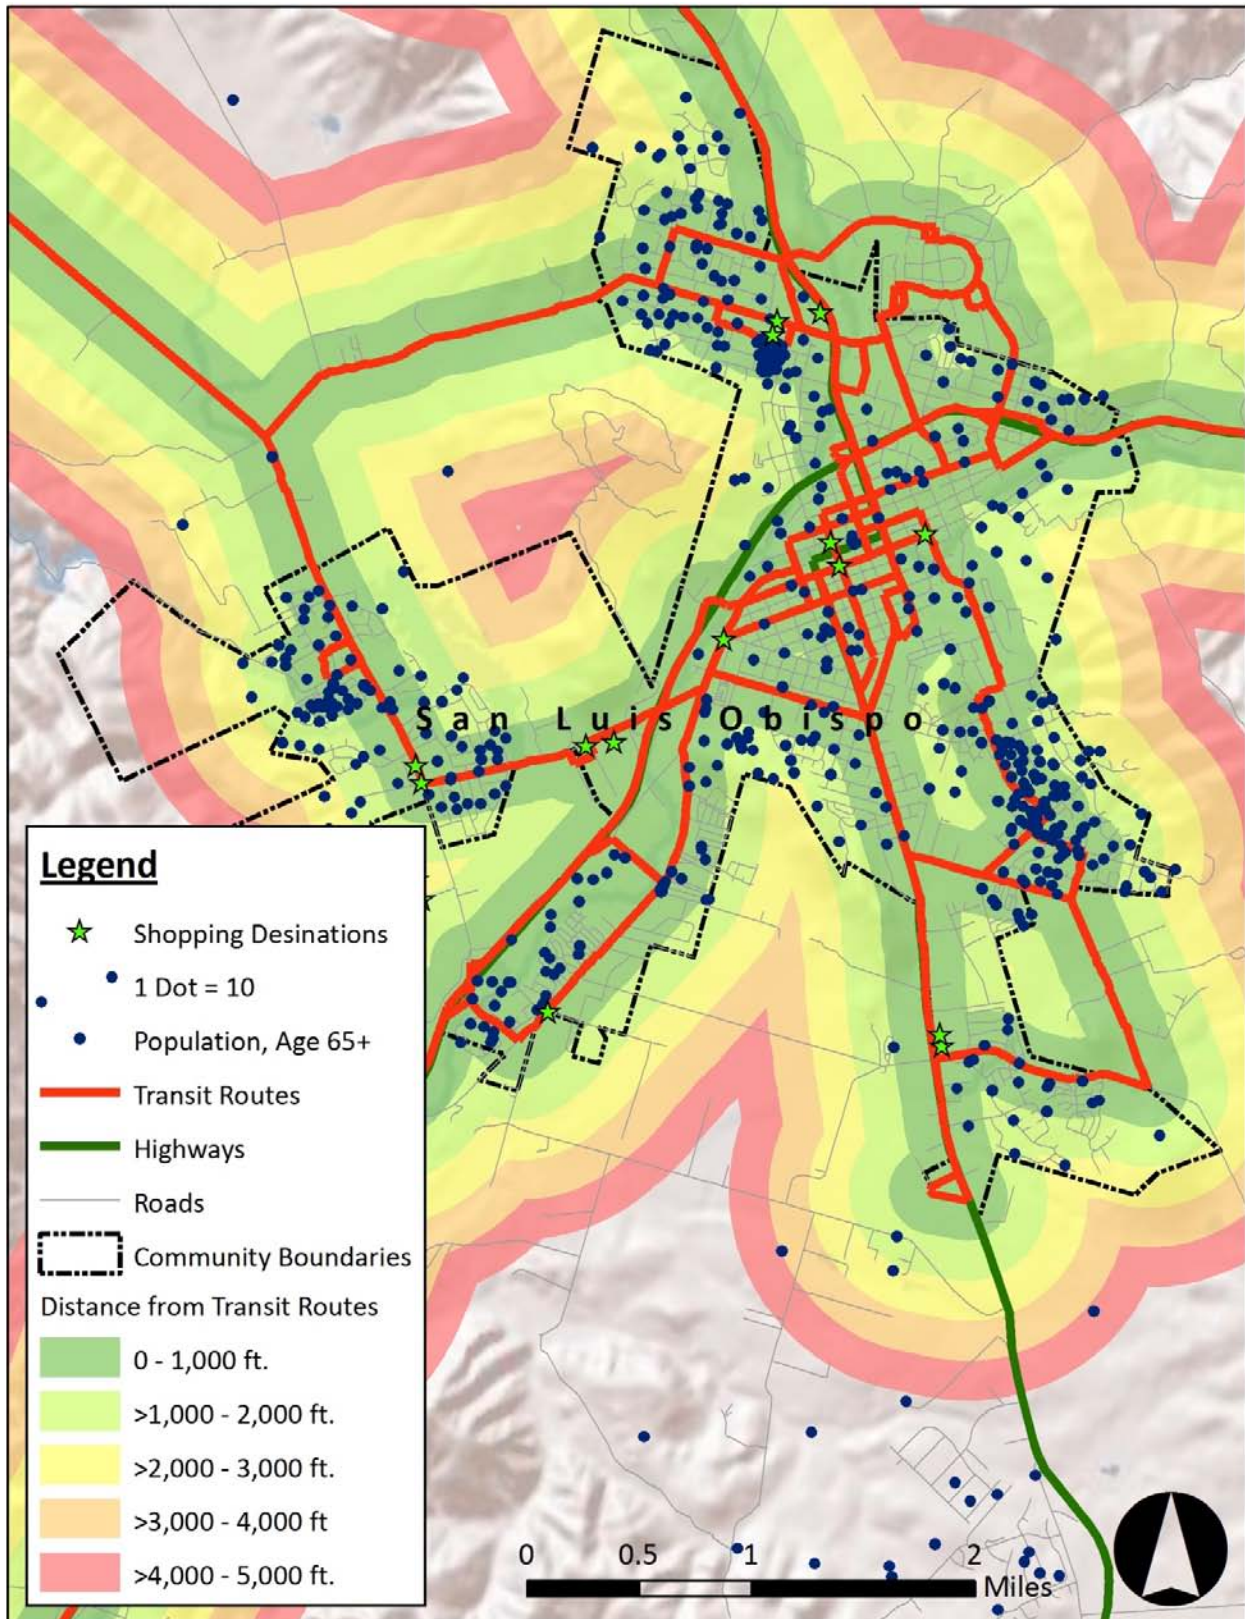 San Luis Obispo
Legend
Shopping Desinations
1 Dot = 10
Population, Age 65+
Transit Routes
Highways
Roads
Community Boundaries
Distance from Transit Routes
0 - 1,000 ft.
>1,000 - 2,000 ft.
>2,000 - 3,000 ft.
>3,000 - 4,000 ft
>4,000 - 5,000 ft.
0 0.5 1 2
Miles